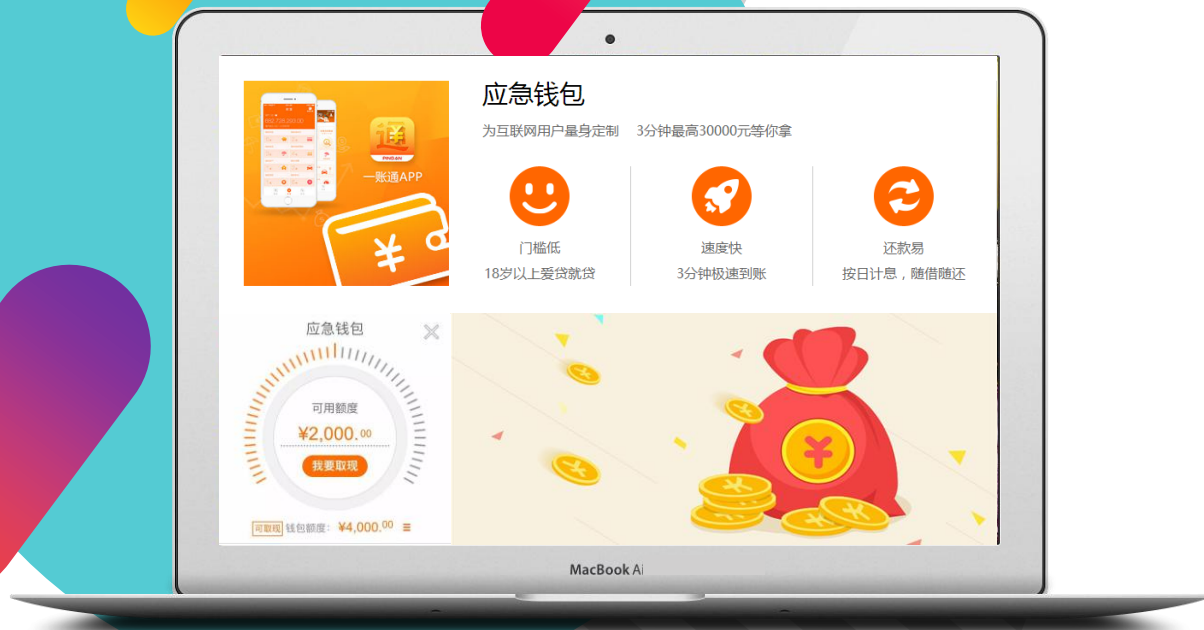 应急钱包
为互联网用户量身定制 3分钟最高30000元等你拿
通
PINGAN
一账通APP
门槛低
18岁以上爱贷就贷
速度快
3分钟极速到账
还款易
按日计息，随借随还
应急钱包
可用额度
¥2,000.00
我要取现
可取现 钱包额度： ¥4,000.00
MacBook Ai